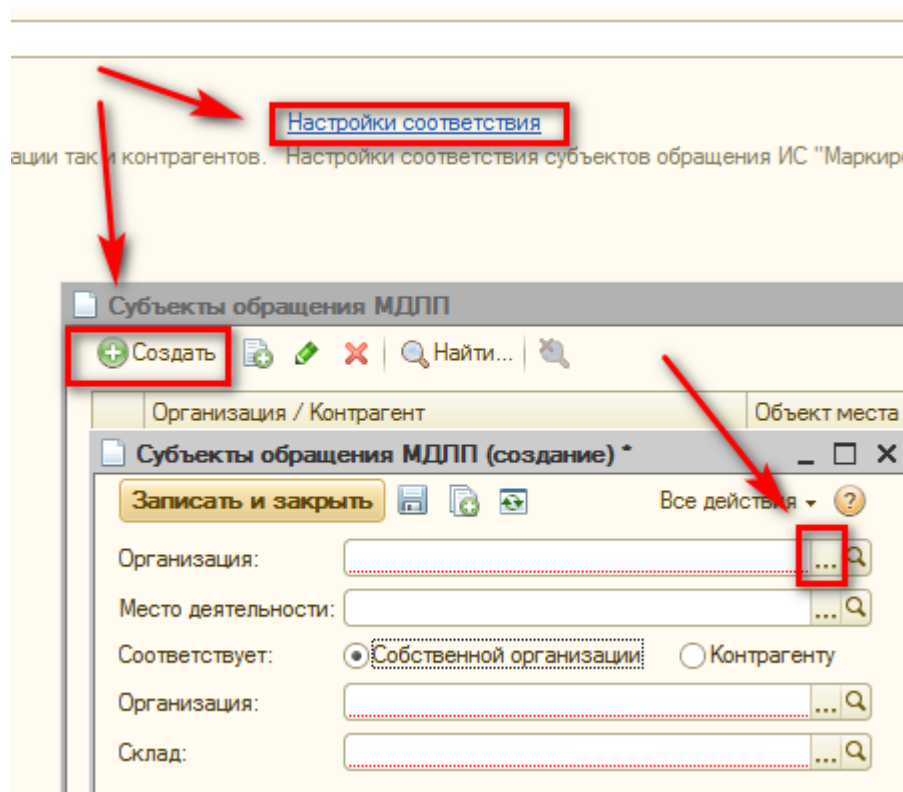 Настройки соответствия
ации так и контрагентов. Настройки соответствия субъектов обращения ИС "Маркиро
Субъекты обращения МДЛП
Создать Найти...
Организация / Контрагент Объект места
Субъекты обращения МДЛП (создание) *
Записать и закрыть Все действия ?
Организация: ...
Место деятельности: ...
Соответствует: Собственной организации Контрагенту
Организация: ...
Склад: ...